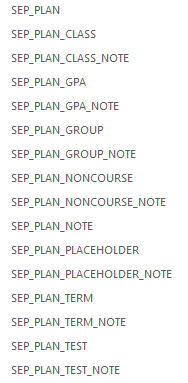 SEP_PLAN
SEP_PLAN_CLASS
SEP_PLAN_CLASS_NOTE
SEP_PLAN_GPA
SEP_PLAN_GPA_NOTE
SEP_PLAN_GROUP
SEP_PLAN_GROUP_NOTE
SEP_PLAN_NONCOURSE
SEP_PLAN_NONCOURSE_NOTE
SEP_PLAN_NOTE
SEP_PLAN_PLACEHOLDER
SEP_PLAN_PLACEHOLDER_NOTE
SEP_PLAN_TERM
SEP_PLAN_TERM_NOTE
SEP_PLAN_TEST
SEP_PLAN_TEST_NOTE